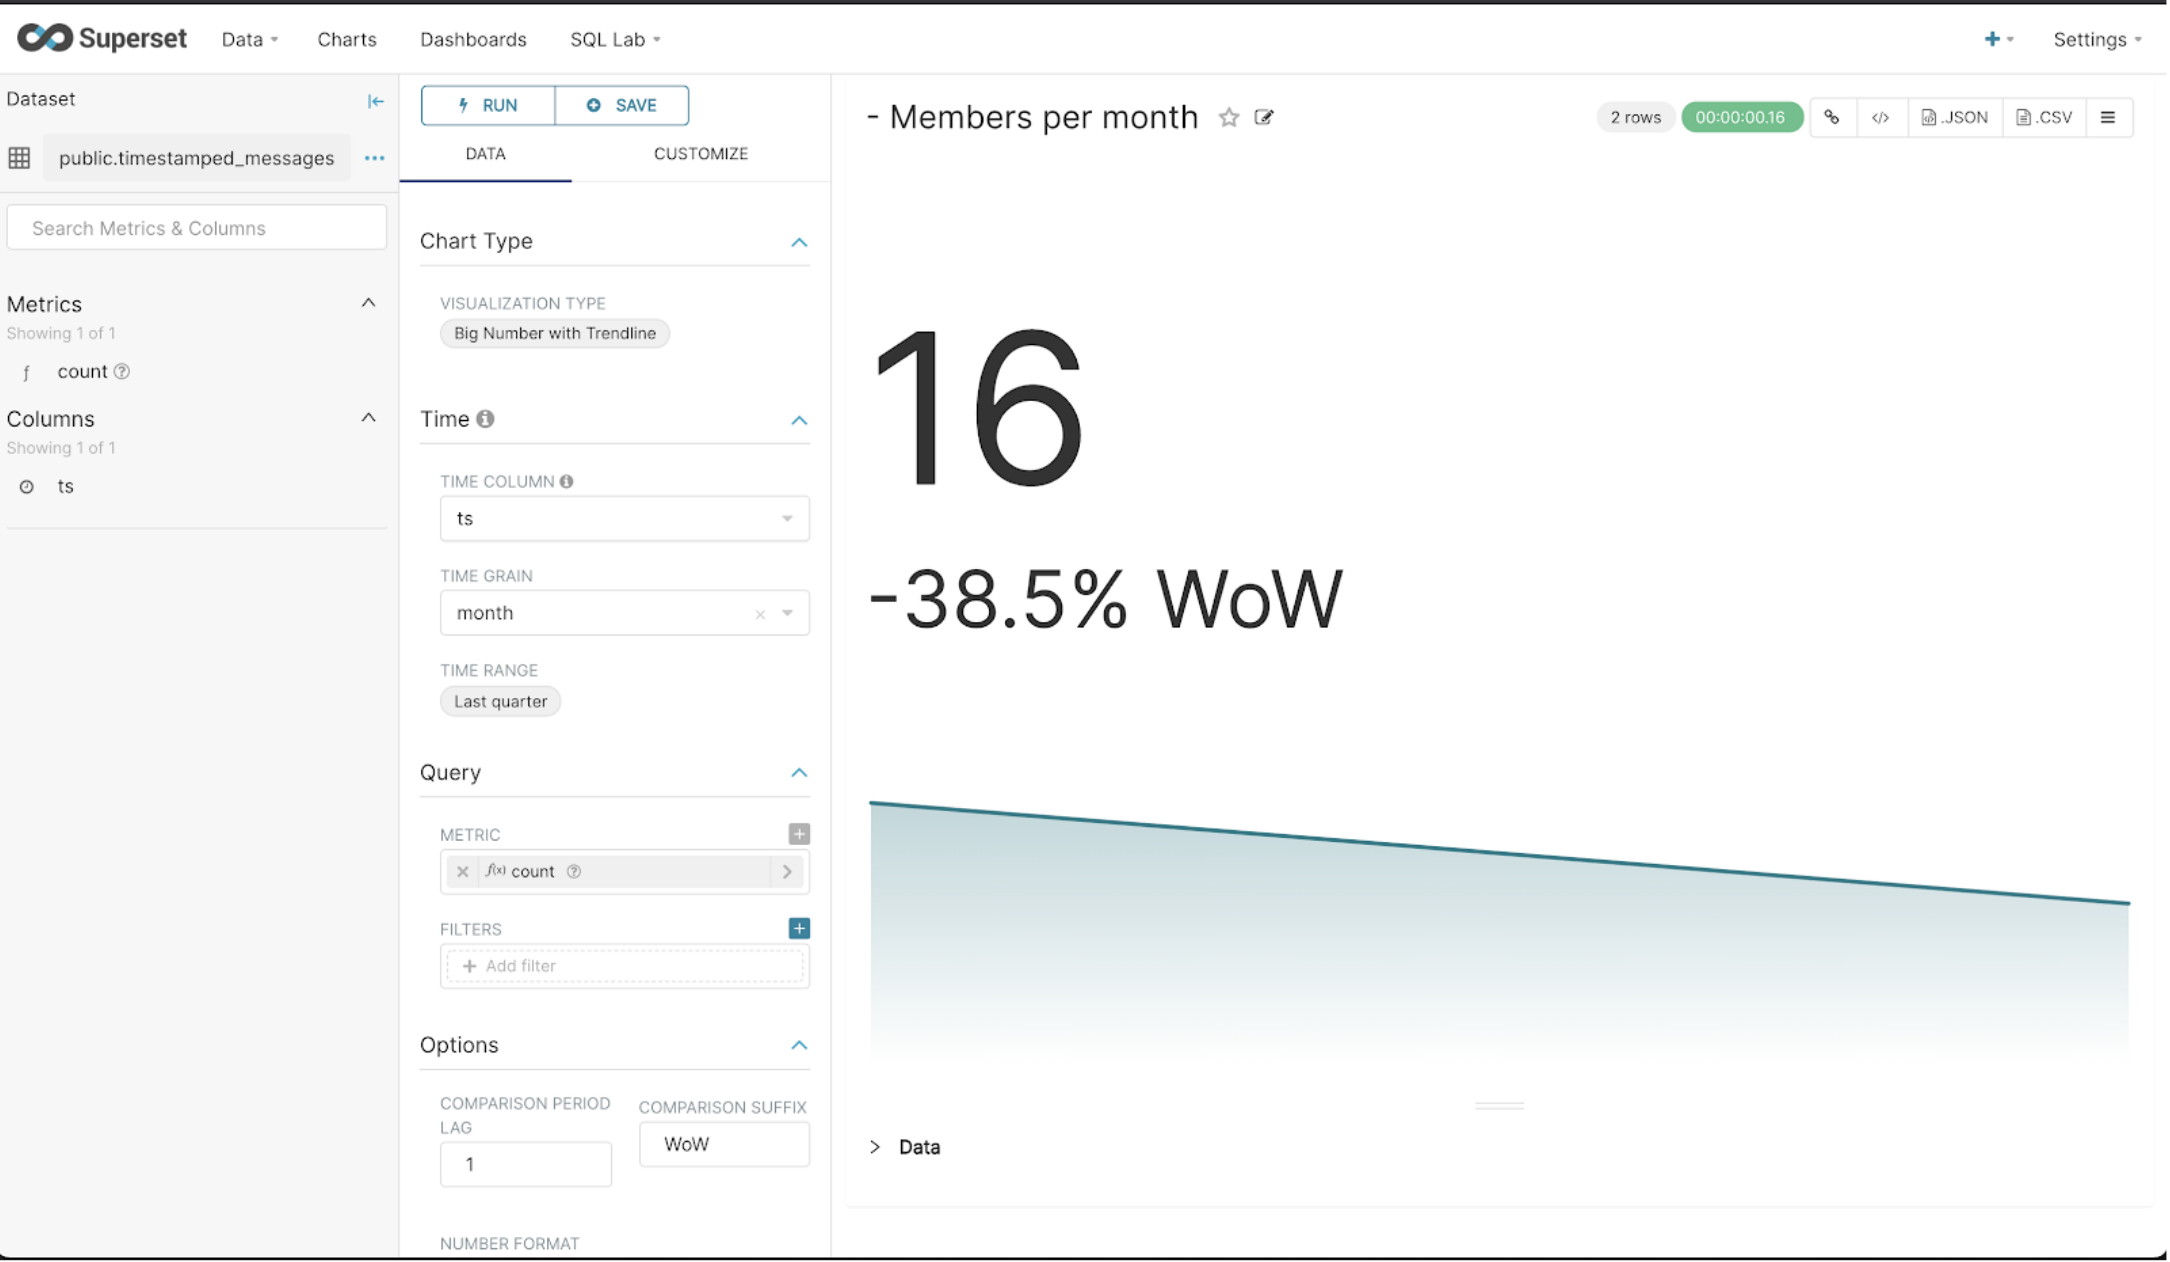 Superset Data Charts Dashboards SQL Lab Settings
Dataset
public.timestamped_messages
Search Metrics & Columns
Metrics
Showing 1 of 1
f count
Columns
Showing 1 of 1
ts
RUN SAVE
DATA CUSTOMIZE
Chart Type
VISUALIZATION TYPE
Big Number with Trendline
Time
TIME COLUMN
ts
TIME GRAIN
month
TIME RANGE
Last quarter
Query
METRIC
f(x) count
FILTERS
+ Add filter
Options
COMPARISON PERIOD
LAG
1
COMPARISON SUFFIX
WoW
NUMBER FORMAT
- Members per month
2 rows 00:00:00.16 </> .JSON .CSV
16
-38.5% WoW
> Data